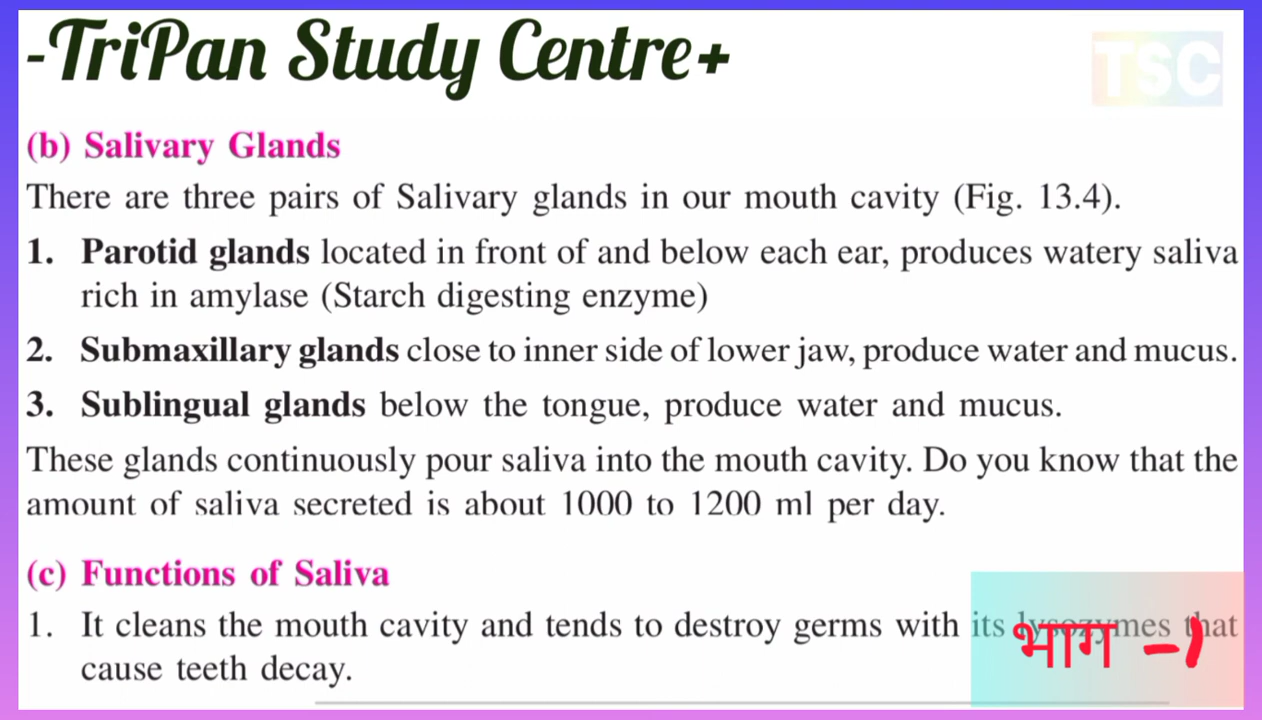 -TriPan Study Centre+
TSC
(b) Salivary Glands
There are three pairs of Salivary glands in our mouth cavity (Fig. 13.4).
1. Parotid glands located in front of and below each ear, produces watery saliva
rich in amylase (Starch digesting enzyme)
2. Submaxillary glands close to inner side of lower jaw, produce water and mucus.
3. Sublingual glands below the tongue, produce water and mucus.
These glands continuously pour saliva into the mouth cavity. Do you know that the
amount of saliva secreted is about 1000 to 1200 ml per day.
(c) Functions of Saliva
1. It cleans the mouth cavity and tends to destroy germs with its lysozymes that
cause teeth decay.
भाग -1